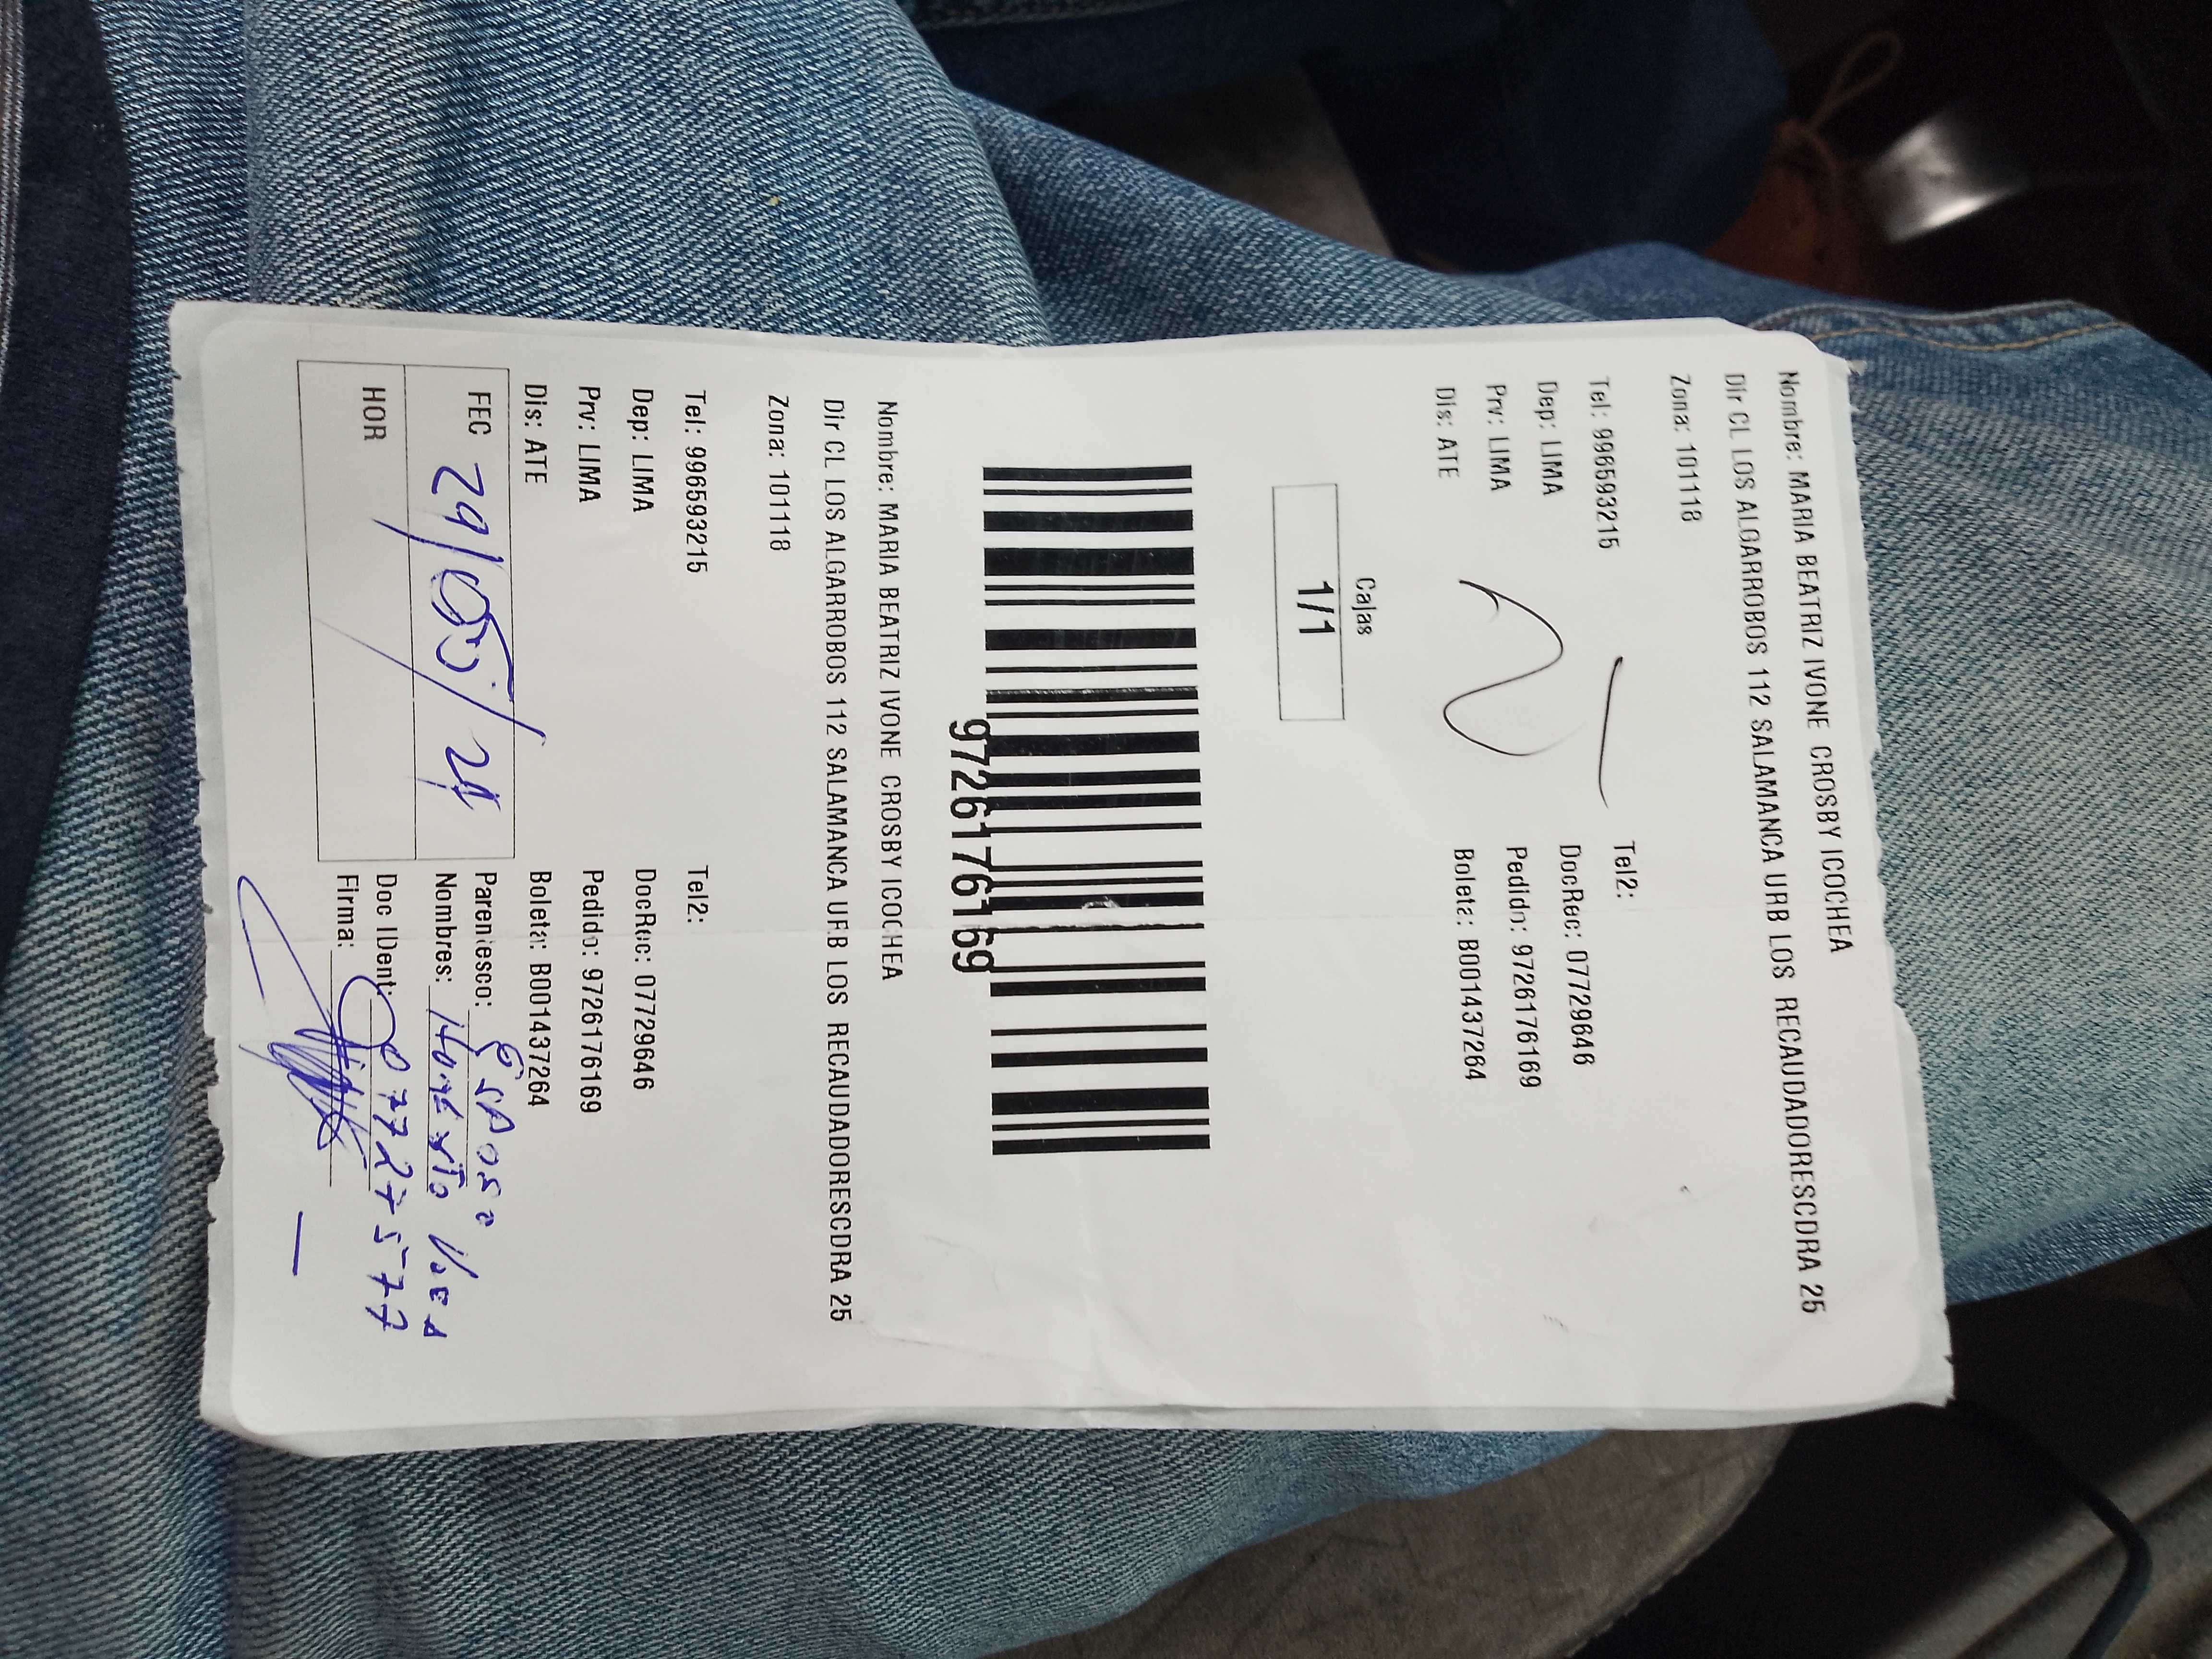 Nombre: MARIA BEATRIZ IVONE CROSBY ICOCHEA
Dir CL LOS ALGARROBOS 112 SALAMANCA URB LOS RECAUDADORESCDRA 25
Zona: 101118
Tel: 996593215 Tel2:
Dep: LIMA DocRec: 07729646
Prv: LIMA Pedido: 9726176169
Dis: ATE Boleta: B001437264
Cajas
1/1
9726176169
Nombre: MARIA BEATRIZ IVONE CROSBY ICOCHEA
Dir CL LOS ALGARROBOS 112 SALAMANCA URB LOS RECAUDADORESCDRA 25
Zona: 101118
Tel: 996593215 Tel2:
Dep: LIMA DocRec: 07729646
Prv: LIMA Pedido: 9726176169
Dis: ATE Boleta: B001437264
FEC 29/05/21 Parentesco: ESPOSO
Nombres:
HOR Doc IDent: 07727577
Firma: